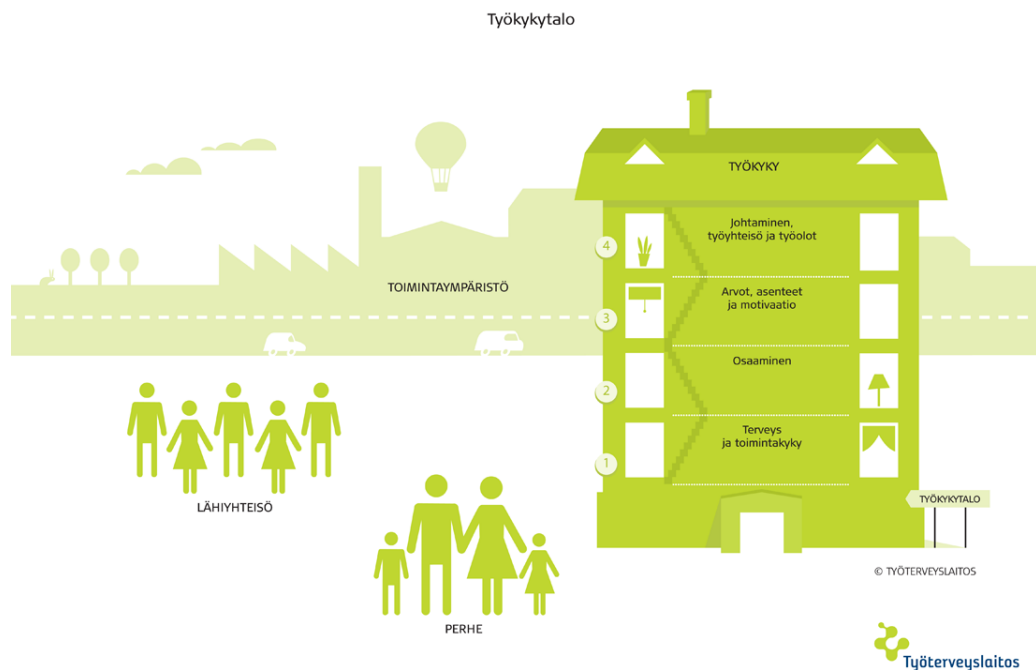 Työkykytalo
TYÖKYKY
4
Johtaminen,
työyhteisö ja työolot
TOIMINTAYMPÄRISTÖ
3
Arvot, asenteet
ja motivaatio
2
Osaaminen
1
Terveys
ja toimintakyky
LÄHIYHTEISÖ
TYÖKYKYTALO
© TYÖTERVEYSLAITOS
PERHE
Työterveyslaitos